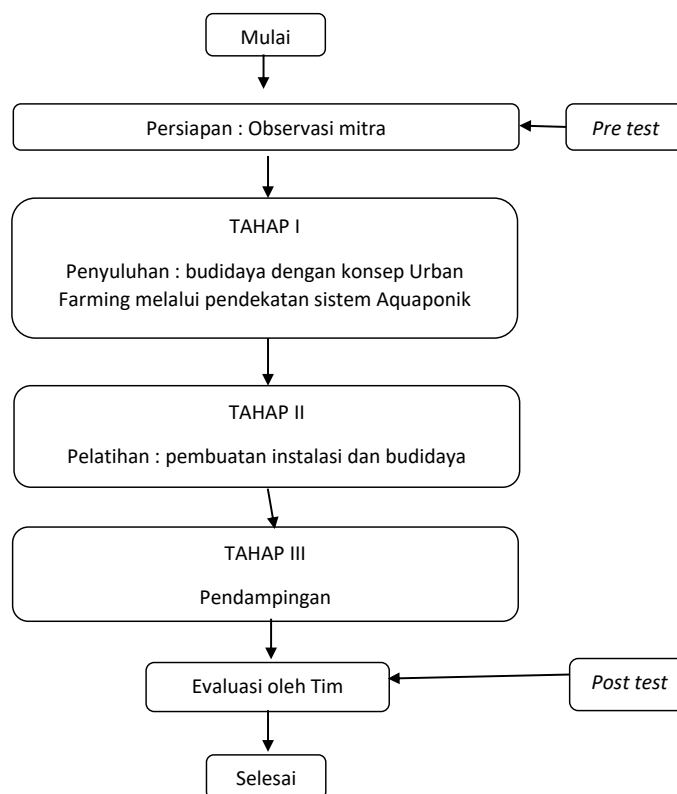 Mulai
Persiapan : Observasi mitra
Pre test
TAHAP I
Penyuluhan : budidaya dengan konsep Urban
Farming melalui pendekatan sistem Aquaponik
TAHAP II
Pelatihan : pembuatan instalasi dan budidaya
TAHAP III
Pendampingan
Evaluasi oleh Tim
Post test
Selesai